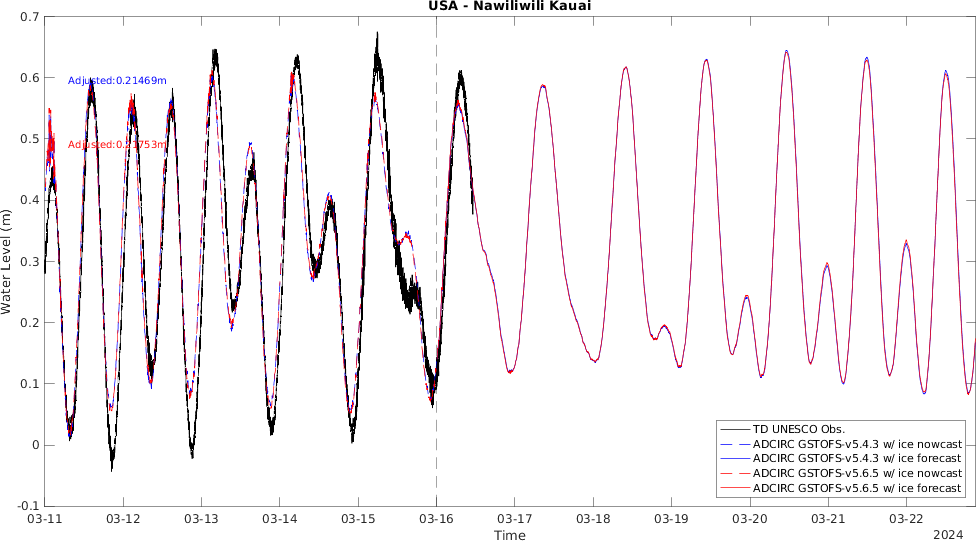 USA - Nawiliwili Kauai
0.7
0.6
0.5
0.4
0.3
0.2
0.1
0
-0.1
Water Level (m)
Adjusted:0.21469m
Adjusted:0.21753m
TD UNESCO Obs.
ADCIRC GSTOFS-v5.4.3 w/ ice nowcast
ADCIRC GSTOFS-v5.4.3 w/ ice forecast
ADCIRC GSTOFS-v5.6.5 w/ ice nowcast
ADCIRC GSTOFS-v5.6.5 w/ ice forecast
03-11 03-12 03-13 03-14 03-15 03-16 03-17 03-18 03-19 03-20 03-21 03-22
Time
2024